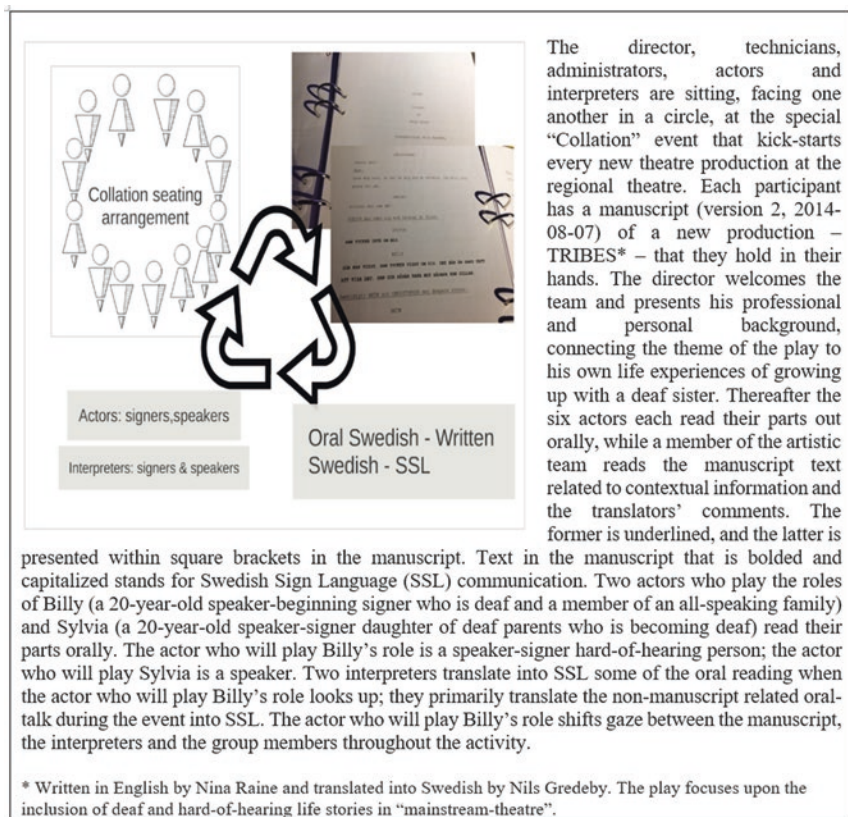 Collation seating
arrangement
Actors: signers,speakers
Interpreters: signers & speakers
Oral Swedish - Written
Swedish - SSL
The director, technicians,
administrators, actors and
interpreters are sitting, facing one
another in a circle, at the special
“Collation” event that kick-starts
every new theatre production at the
regional theatre. Each participant
has a manuscript (version 2, 2014-
08-07) of a new production –
TRIBES* – that they hold in their
hands. The director welcomes the
team and presents his professional
and personal background,
connecting the theme of the play to
his own life experiences of growing
up with a deaf sister. Thereafter the
six actors each read their parts out
orally, while a member of the artistic
team reads the manuscript text
related to contextual information and
the translators’ comments. The
former is underlined, and the latter is
presented within square brackets in the manuscript. Text in the manuscript that is bolded and
capitalized stands for Swedish Sign Language (SSL) communication. Two actors who play the roles
of Billy (a 20-year-old speaker-beginning signer who is deaf and a member of an all-speaking family)
and Sylvia (a 20-year-old speaker-signer daughter of deaf parents who is becoming deaf) read their
parts orally. The actor who will play Billy’s role is a speaker-signer hard-of-hearing person; the actor
who will play Sylvia is a speaker. Two interpreters translate into SSL some of the oral reading when
the actor who will play Billy’s role looks up; they primarily translate the non-manuscript related oral-
talk during the event into SSL. The actor who will play Billy’s role shifts gaze between the manuscript,
the interpreters and the group members throughout the activity.
* Written in English by Nina Raine and translated into Swedish by Nils Gredeby. The play focuses upon the
inclusion of deaf and hard-of-hearing life stories in “mainstream-theatre”.